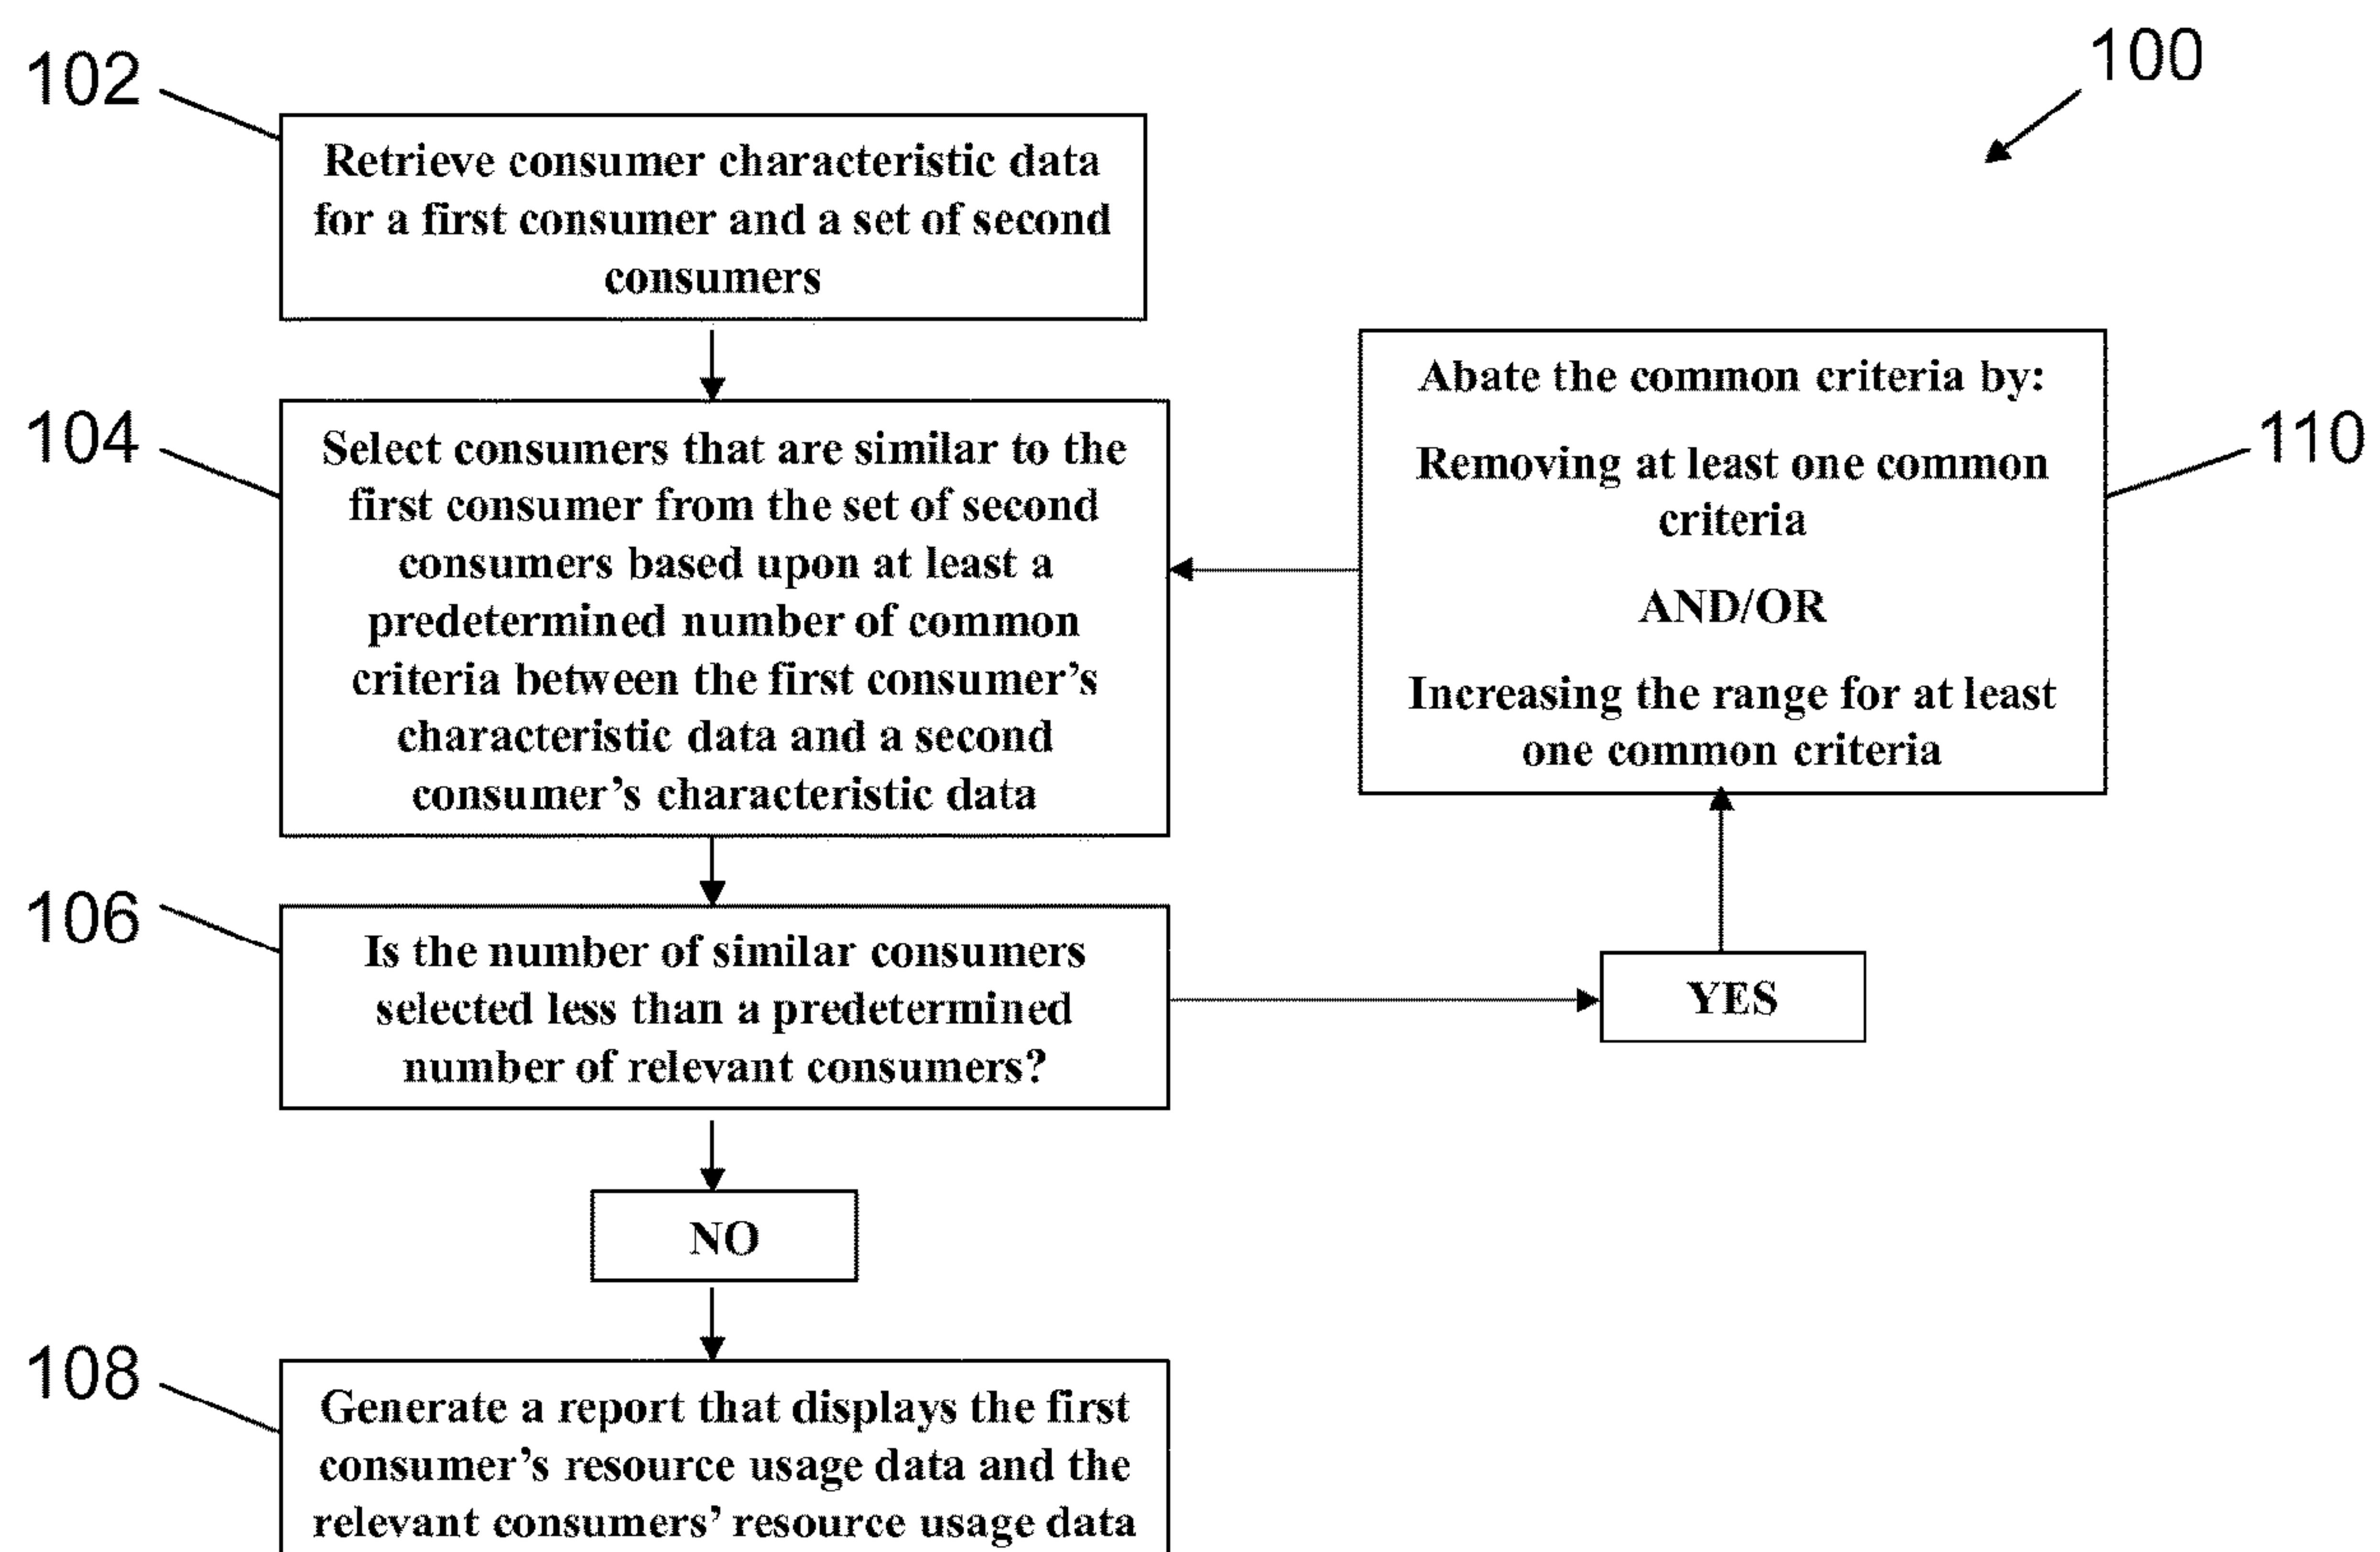 100
102
Retrieve consumer characteristic data
for a first consumer and a set of second
consumers
104
Select consumers that are similar to the
first consumer from the set of second
consumers based upon at least a
predetermined number of common
criteria between the first consumer’s
characteristic data and a second
consumer’s characteristic data
Abate the common criteria by:
Removing at least one common
criteria
AND/OR
Increasing the range for at least
one common criteria
110
106
Is the number of similar consumers
selected less than a predetermined
number of relevant consumers?
YES
NO
108
Generate a report that displays the first
consumer’s resource usage data and the
relevant consumers’ resource usage data